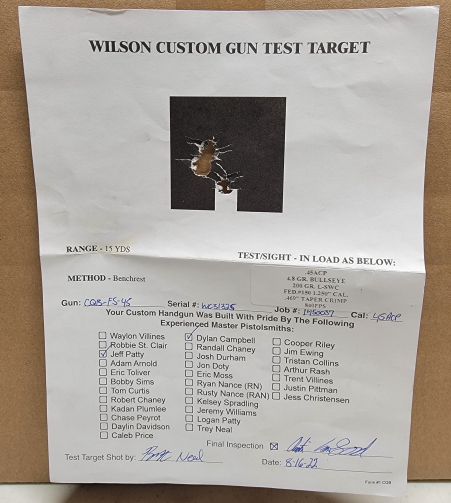 WILSON CUSTOM GUN TEST TARGET
RANGE - 15 YDS
TEST/SIGHT - IN LOAD AS BELOW:
.45ACP
4.8 GR. BULLSEYE
200 GR. L-SWC
FED.#150 1.250" CAL.
.469" TAPER CRIMP
METHOD - Benchrest
Gun: CQB-FS-45 Serial #: Job #: Cal: 45ACP
Your Custom Handgun Was Built With Pride By The Following
Experienced Master Pistolsmiths:
Waylon Villines
Robbie St. Clair
Jeff Patty
Adam Arnold
Eric Toliver
Bobby Sims
Tom Curtis
Robert Chaney
Kadan Plumlee
Chase Peyrot
Daylin Davidson
Caleb Price
Dylan Campbell
Randall Chaney
Josh Durham
Jon Doty
Eric Moss
Ryan Nance (RN)
Rusty Nance (RAN)
Kelsey Spradling
Jeremy Williams
Logan Patty
Trey Neal
Cooper Riley
Jim Ewing
Tristan Collins
Arthur Rash
Trent Villines
Justin Pittman
Jess Christensen
Final Inspection
Test Target Shot by: Neal Date: 8-16-22